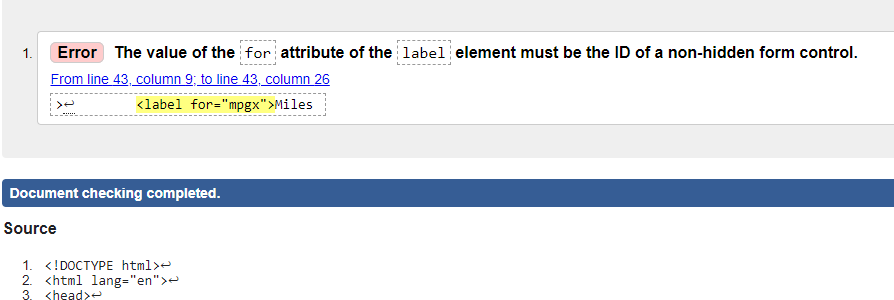 1. Error The value of the for attribute of the label element must be the ID of a non-hidden form control.
From line 43, column 9; to line 43, column 26
>↩ <label for="mpgx">Miles
Document checking completed.
Source
1. <!DOCTYPE html>↩
2. <html lang="en">↩
3. <head>↩